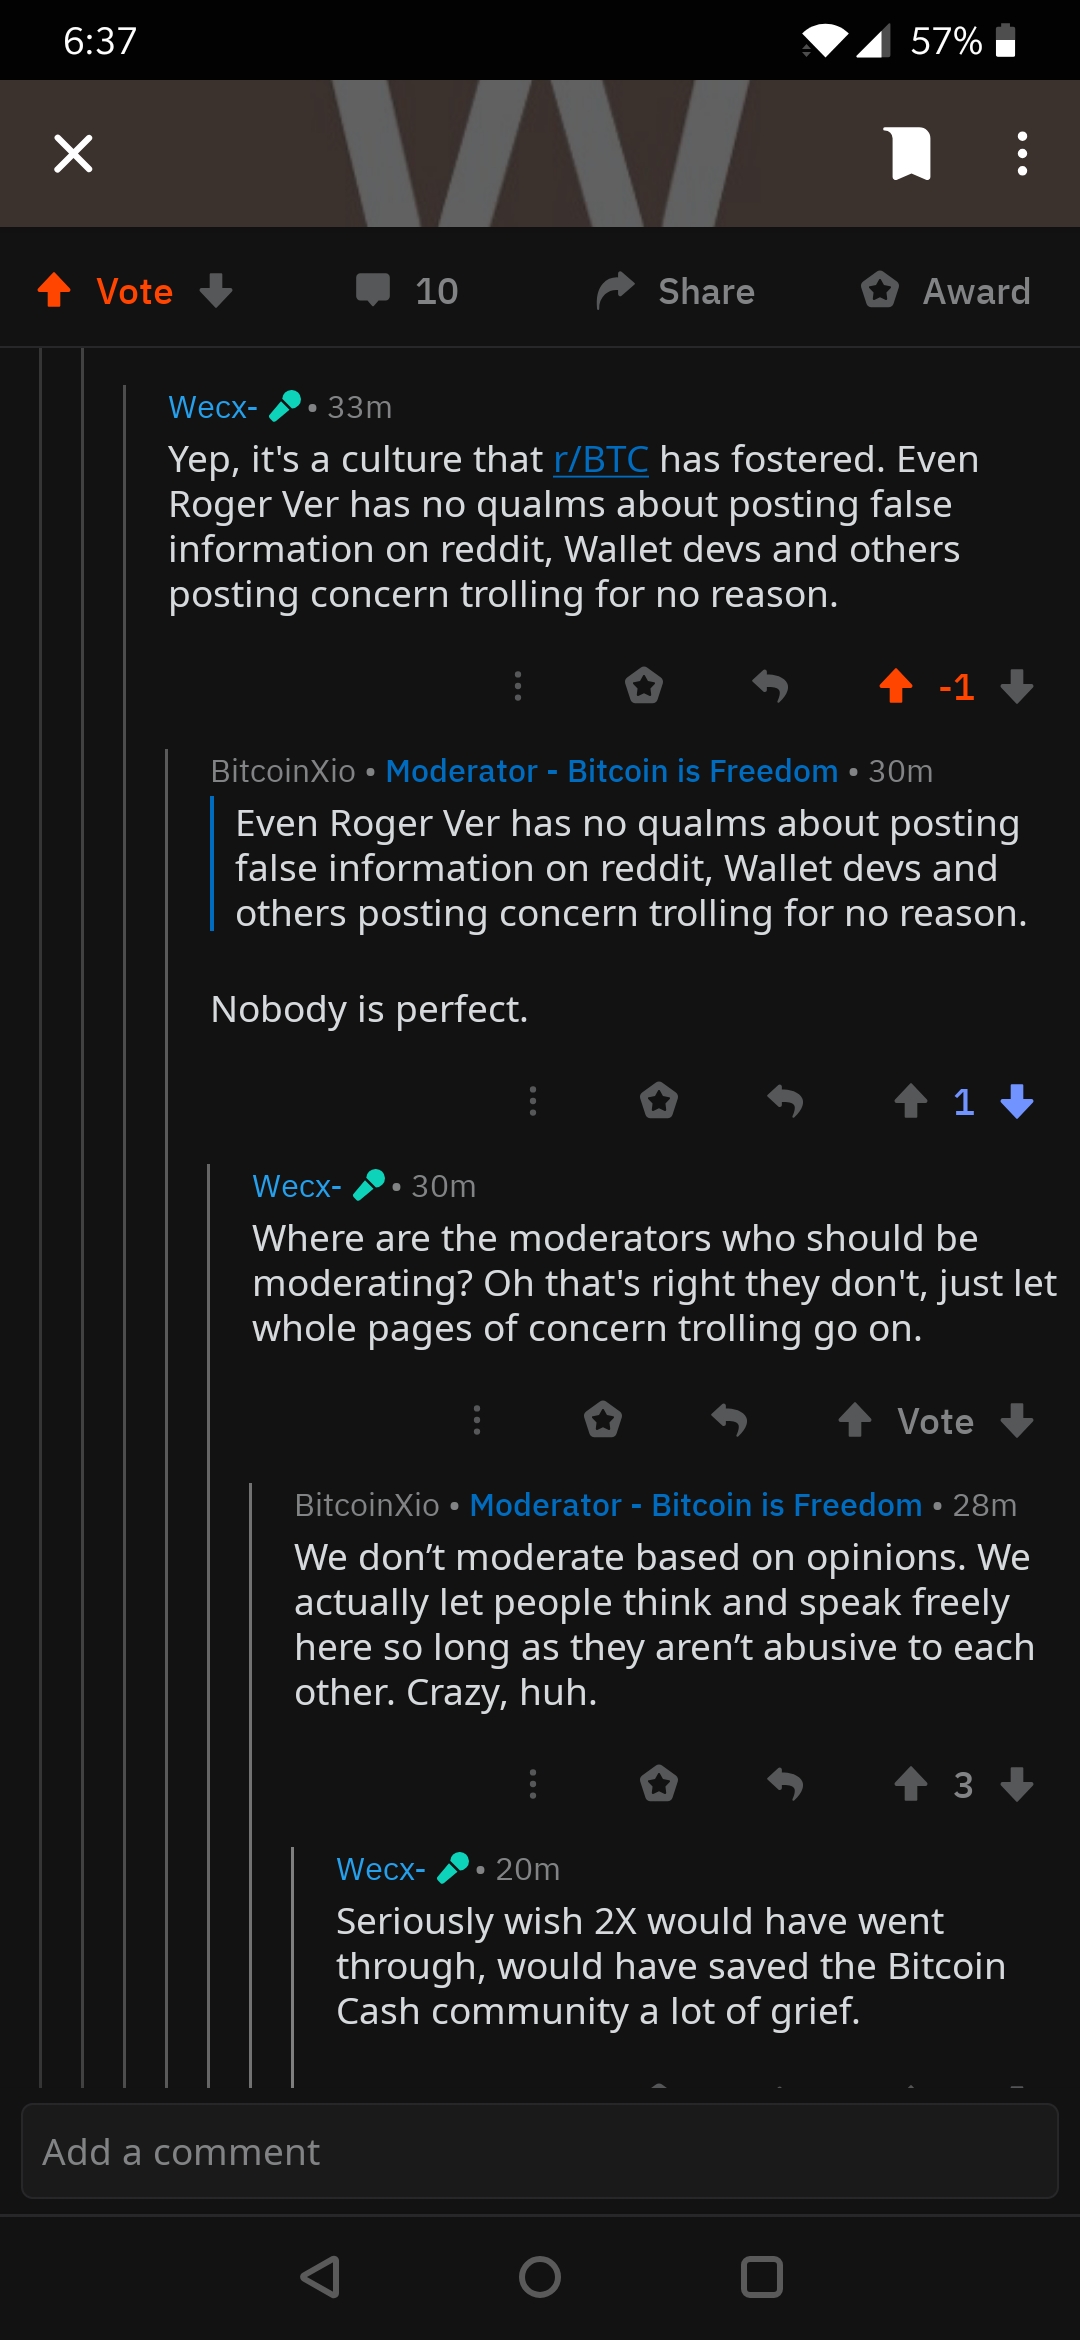 6:37
57%
W
Vote
10
Share
Award
Wecx- • 33m
Yep, it's a culture that r/BTC has fostered. Even
Roger Ver has no qualms about posting false
information on reddit, Wallet devs and others
posting concern trolling for no reason.
-1
BitcoinXio • Moderator - Bitcoin is Freedom • 30m
Even Roger Ver has no qualms about posting
false information on reddit, Wallet devs and
others posting concern trolling for no reason.
Nobody is perfect.
1
Wecx- • 30m
Where are the moderators who should be
moderating? Oh that's right they don't, just let
whole pages of concern trolling go on.
Vote
BitcoinXio • Moderator - Bitcoin is Freedom • 28m
We don’t moderate based on opinions. We
actually let people think and speak freely
here so long as they aren’t abusive to each
other. Crazy, huh.
3
Wecx- • 20m
Seriously wish 2X would have went
through, would have saved the Bitcoin
Cash community a lot of grief.
Add a comment